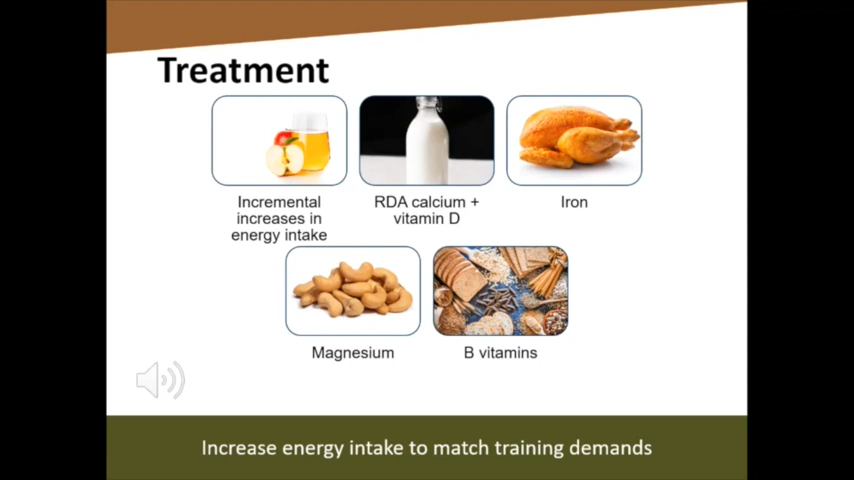 Treatment
Incremental
increases in
energy intake
RDA calcium +
vitamin D
Iron
Magnesium
B vitamins
Increase energy intake to match training demands